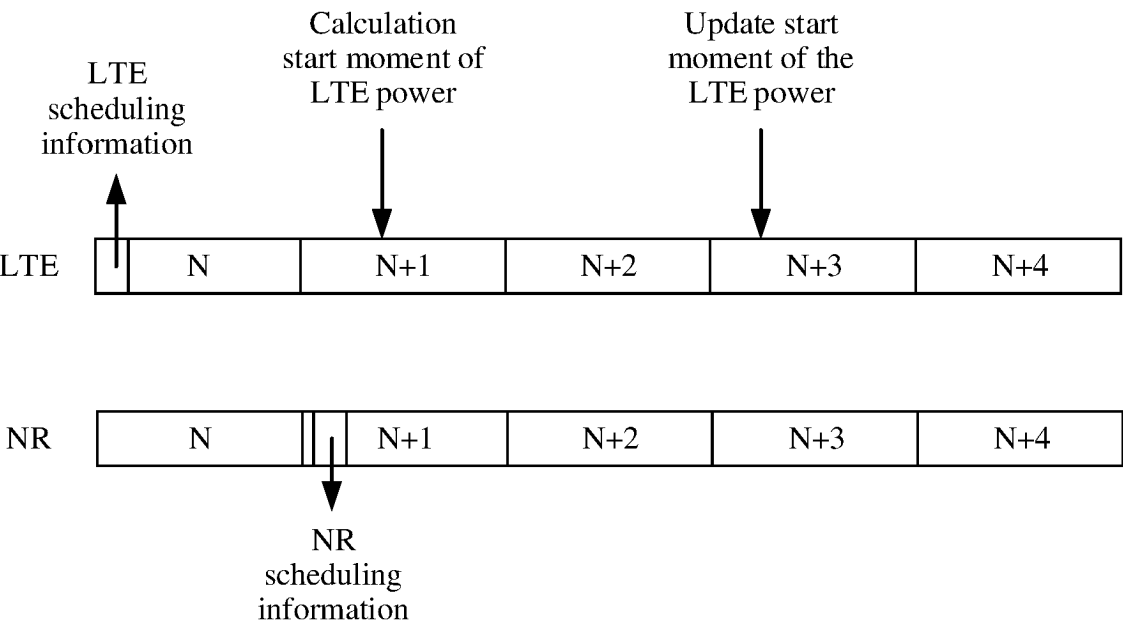 Calculation
start moment of
LTE power
Update start
moment of the
LTE power
LTE
scheduling
information
LTE N N+1 N+2 N+3 N+4
NR N N+1 N+2 N+3 N+4
NR
scheduling
information